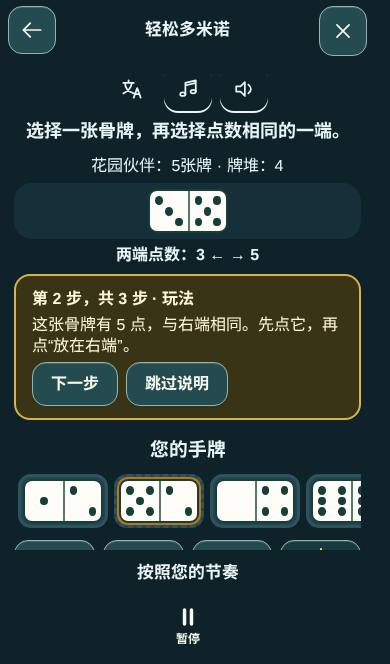 轻松多米诺
选择一张骨牌，再选择点数相同的一端。
花园伙伴：5张牌 · 牌堆：4
两端点数：3 ← → 5
第 2 步，共 3 步 · 玩法
这张骨牌有 5 点，与右端相同。先点它，再
点“放在右端”。
下一步
跳过说明
您的手牌
按照您的节奏
暂停